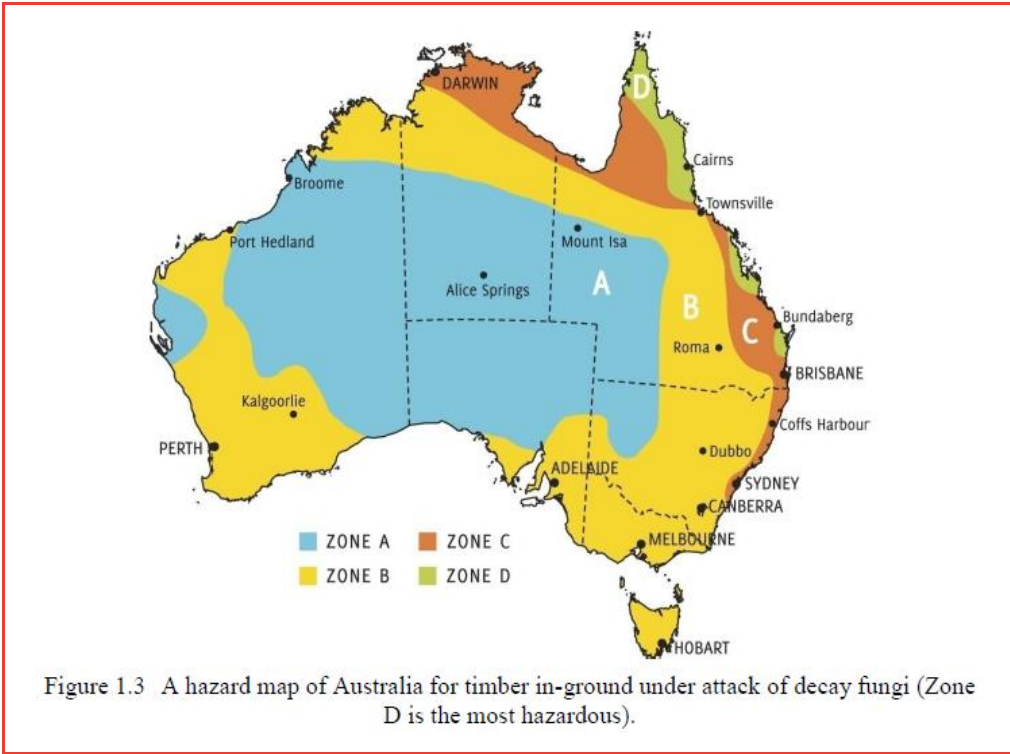 DARWIN
D
Cairns
Broome
Townsville
Port Hedland
Mount Isa
A
Alice Springs
B
C
Bundaberg
Roma
BRISBANE
Kalgoorlie
Coffs Harbour
PERTH
Dubbo
ADELAIDE
SYDNEY
CANBERRA
MELBOURNE
ZONE A
ZONE C
ZONE B
ZONE D
HOBART
Figure 1.3 A hazard map of Australia for timber in-ground under attack of decay fungi (Zone
D is the most hazardous).